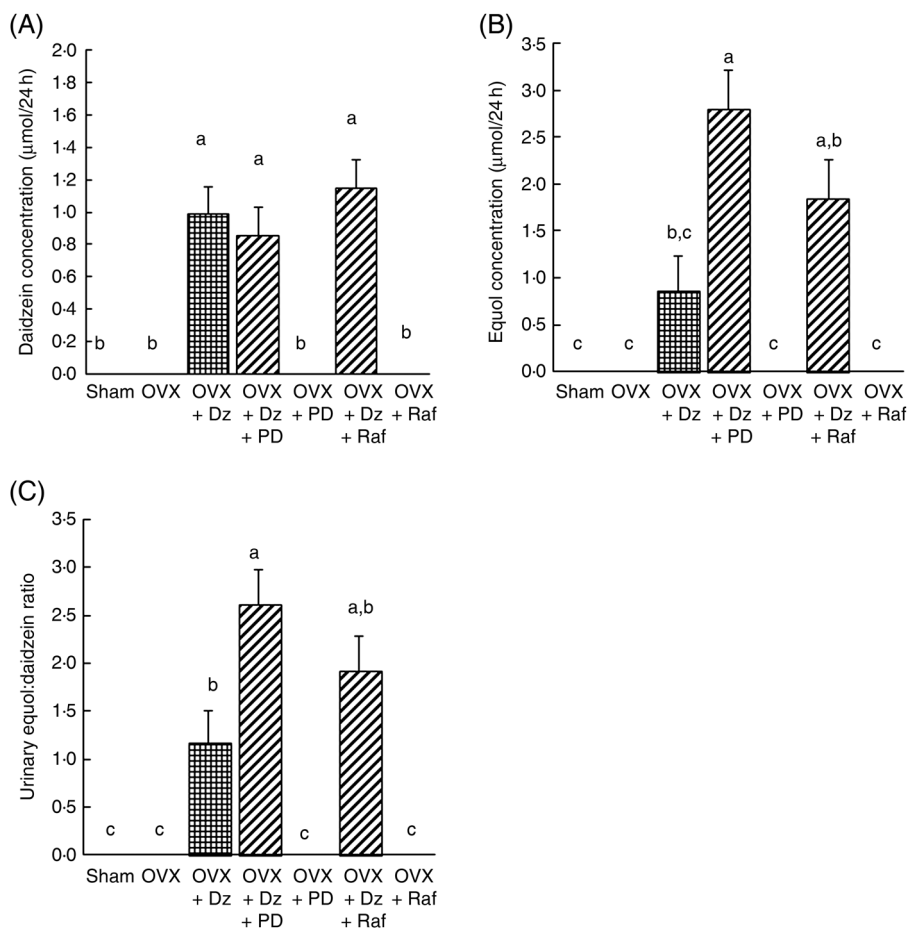 (A)
Daidzein concentration (μmol/24 h)
2·0
1·8
1·6
1·4
1·2
1·0
0·8
0·6
0·4
0·2
0·0
b
b
a
a
b
a
b
Sham OVX OVX OVX OVX OVX OVX
+ Dz + Dz + PD + Dz + Raf
+ PD + Raf
(B)
Equol concentration (μmol/24 h)
3·5
3·0
2·5
2·0
1·5
1·0
0·5
0·0
c
c
b,c
a
c
a,b
c
Sham OVX OVX OVX OVX OVX OVX
+ Dz + Dz + PD + Dz + Raf
+ PD + Raf
(C)
Urinary equol:daidzein ratio
3·5
3·0
2·5
2·0
1·5
1·0
0·5
0·0
c
c
b
a
c
a,b
c
Sham OVX OVX OVX OVX OVX OVX
+ Dz + Dz + PD + Dz + Raf
+ PD + Raf